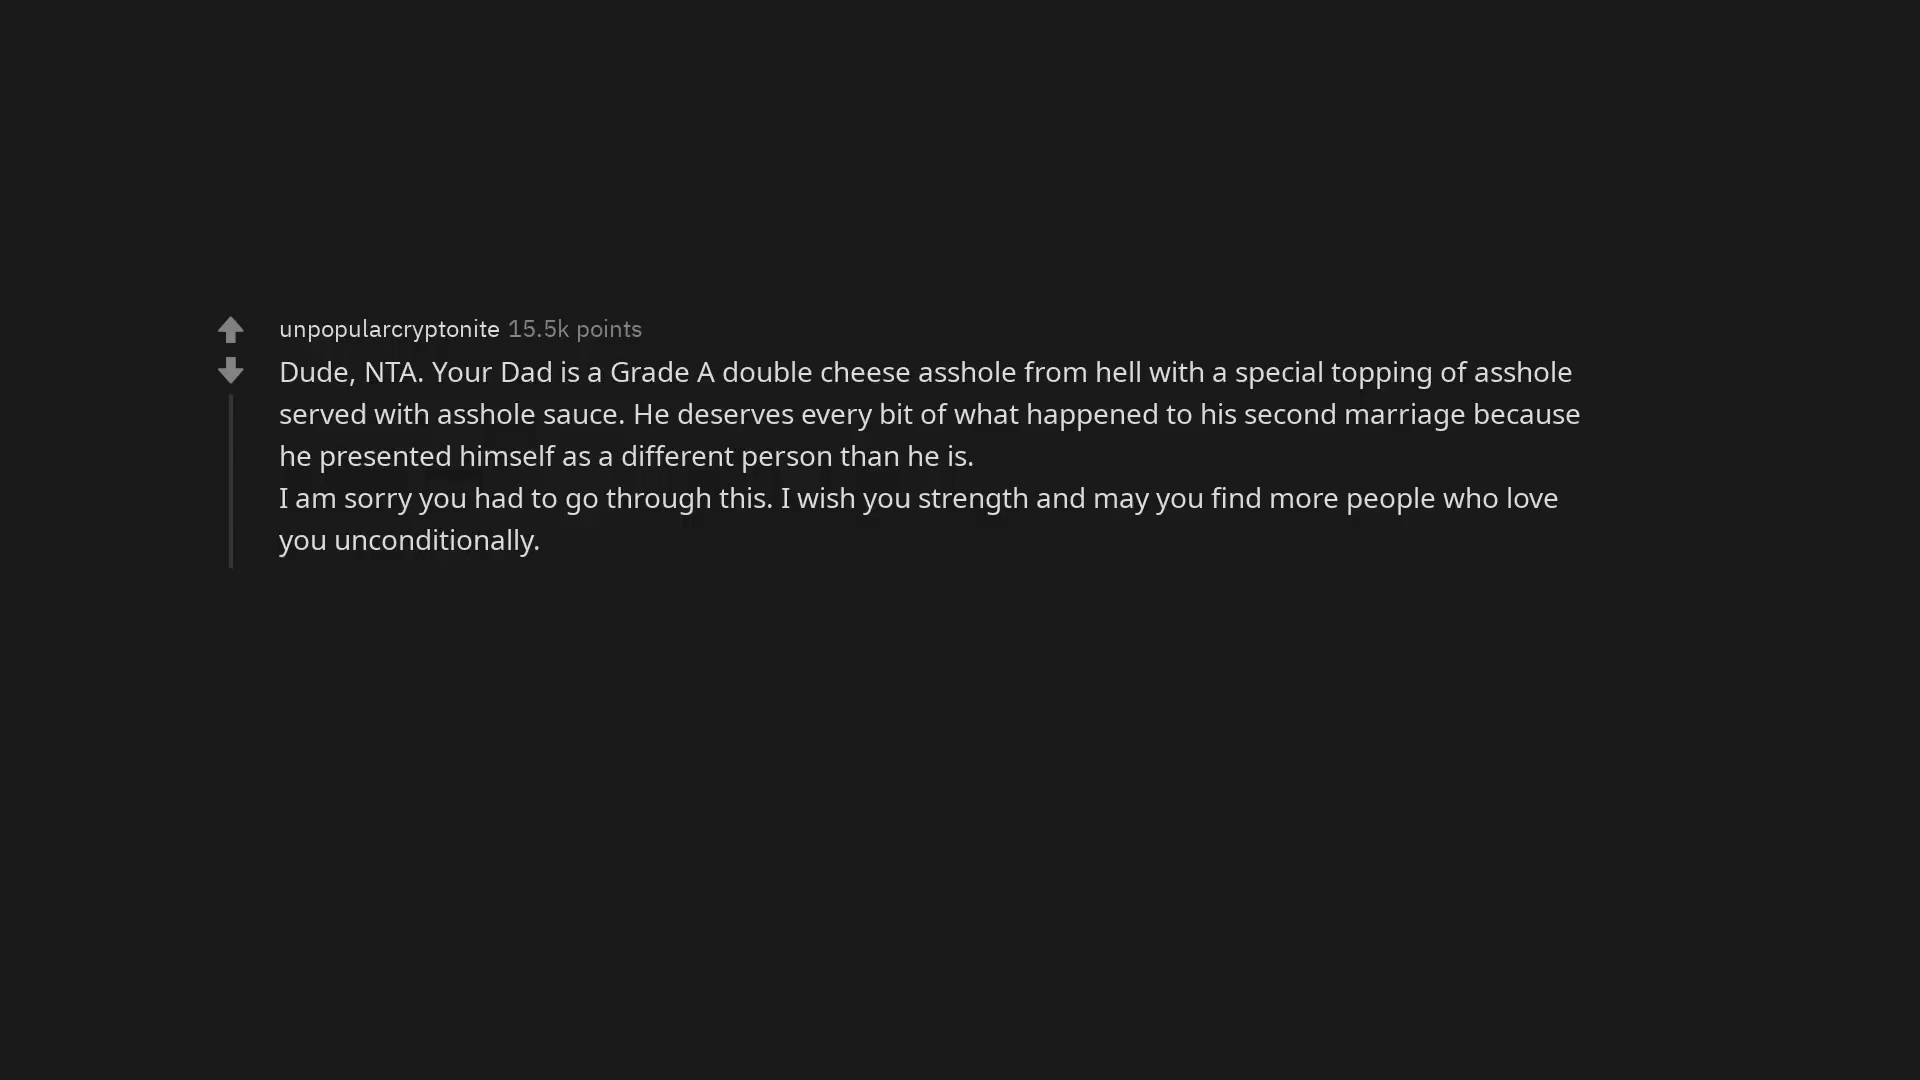 unpopularcryptonite 15.5k points
Dude, NTA. Your Dad is a Grade A double cheese asshole from hell with a special topping of asshole
served with asshole sauce. He deserves every bit of what happened to his second marriage because
he presented himself as a different person than he is.
I am sorry you had to go through this. I wish you strength and may you find more people who love
you unconditionally.